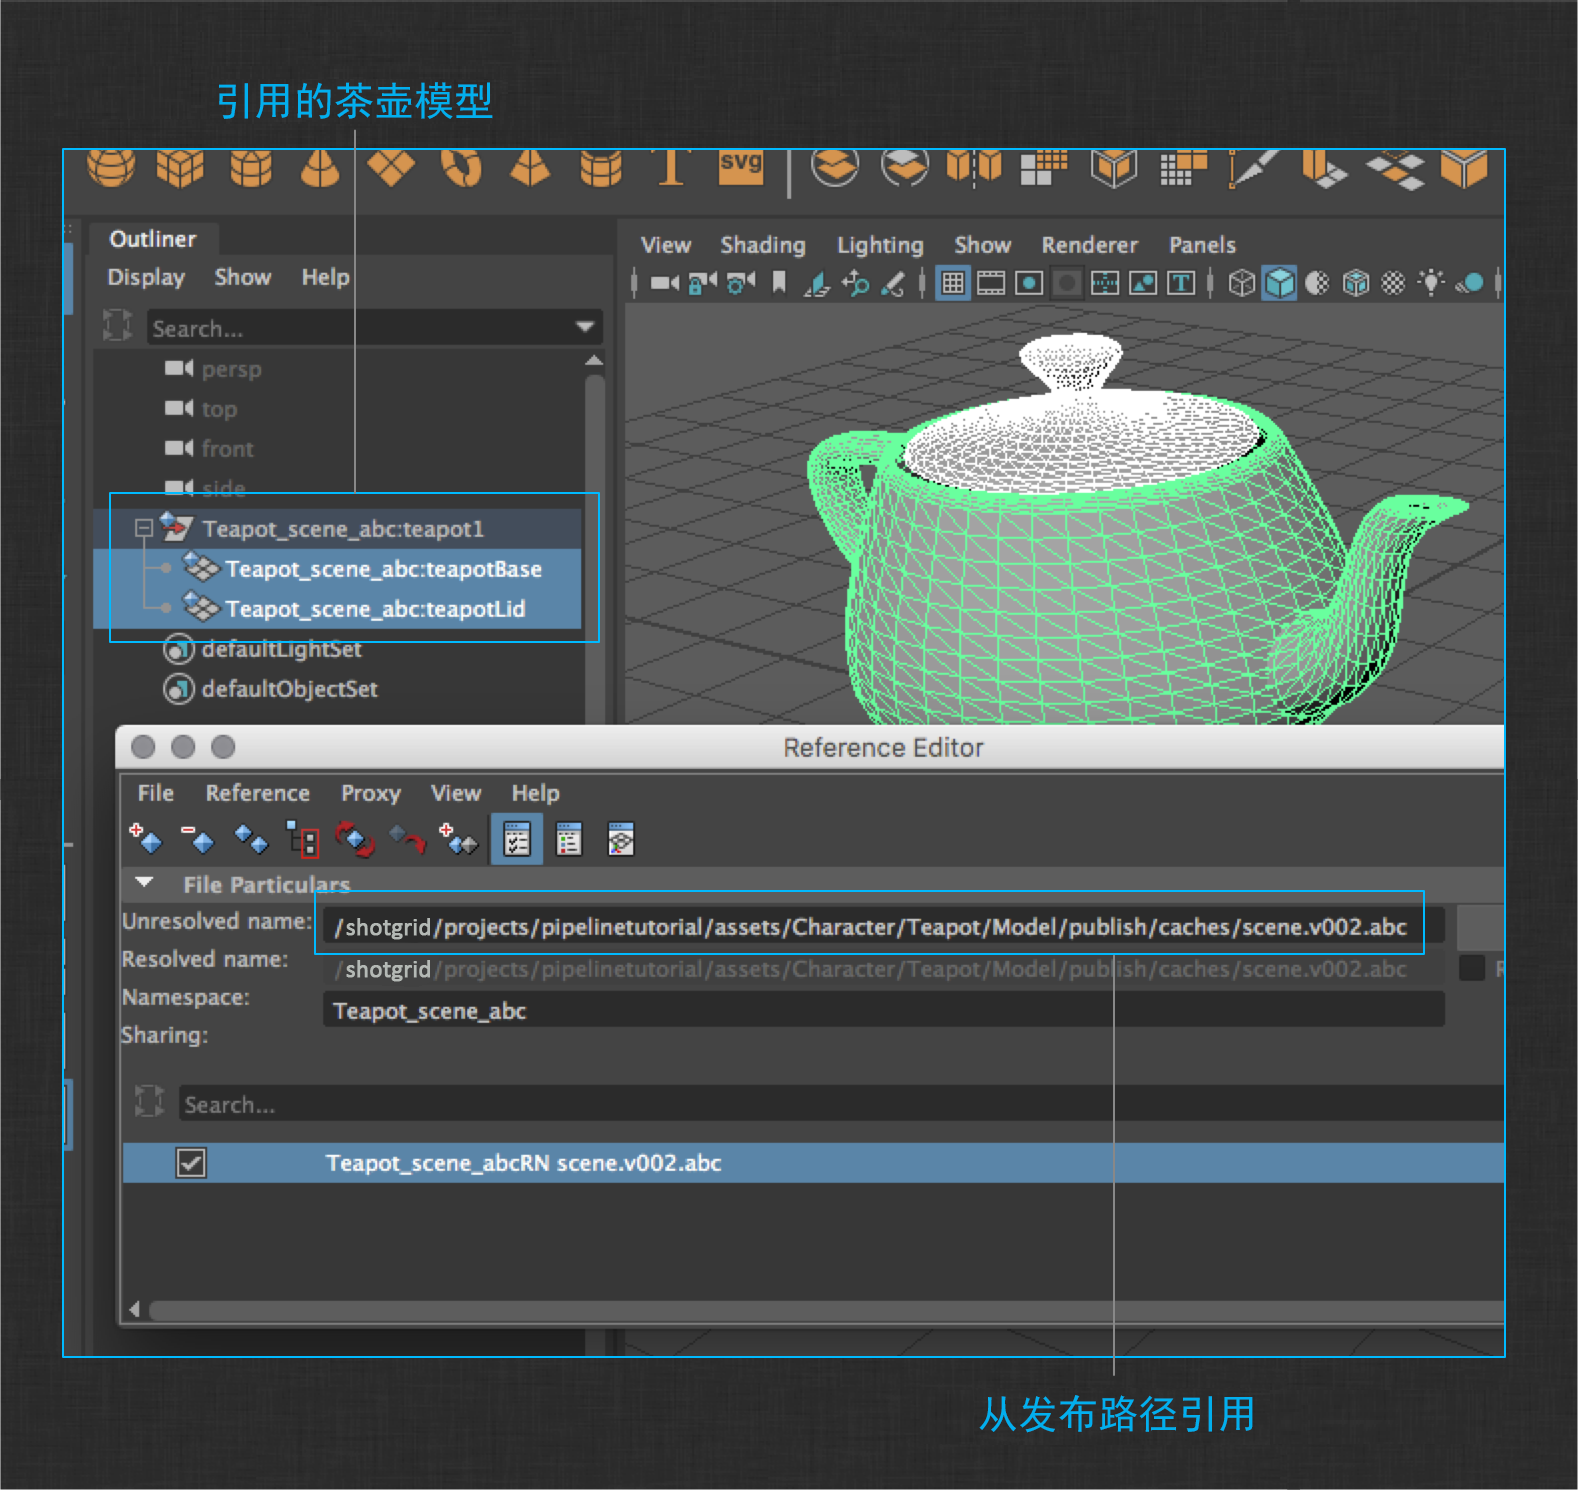 引用的茶壶模型
T
svg
Outliner
Display Show Help
Search...
persp
top
front
side
Teapot_scene_abc:teapot1
Teapot_scene_abc:teapotBase
Teapot_scene_abc:teapotLid
defaultLightSet
defaultObjectSet
View Shading Lighting Show Renderer Panels
T
Reference Editor
File Reference Proxy View Help
File Particulars
Unresolved name: /shotgrid/projects/pipelinetutorial/assets/Character/Teapot/Model/publish/caches/scene.v002.abc
Resolved name: /shotgrid/projects/pipelinetutorial/assets/Character/Teapot/Model/publish/caches/scene.v002.abc
Namespace: Teapot_scene_abc
Sharing:
Search...
Teapot_scene_abcRN scene.v002.abc
从发布路径引用